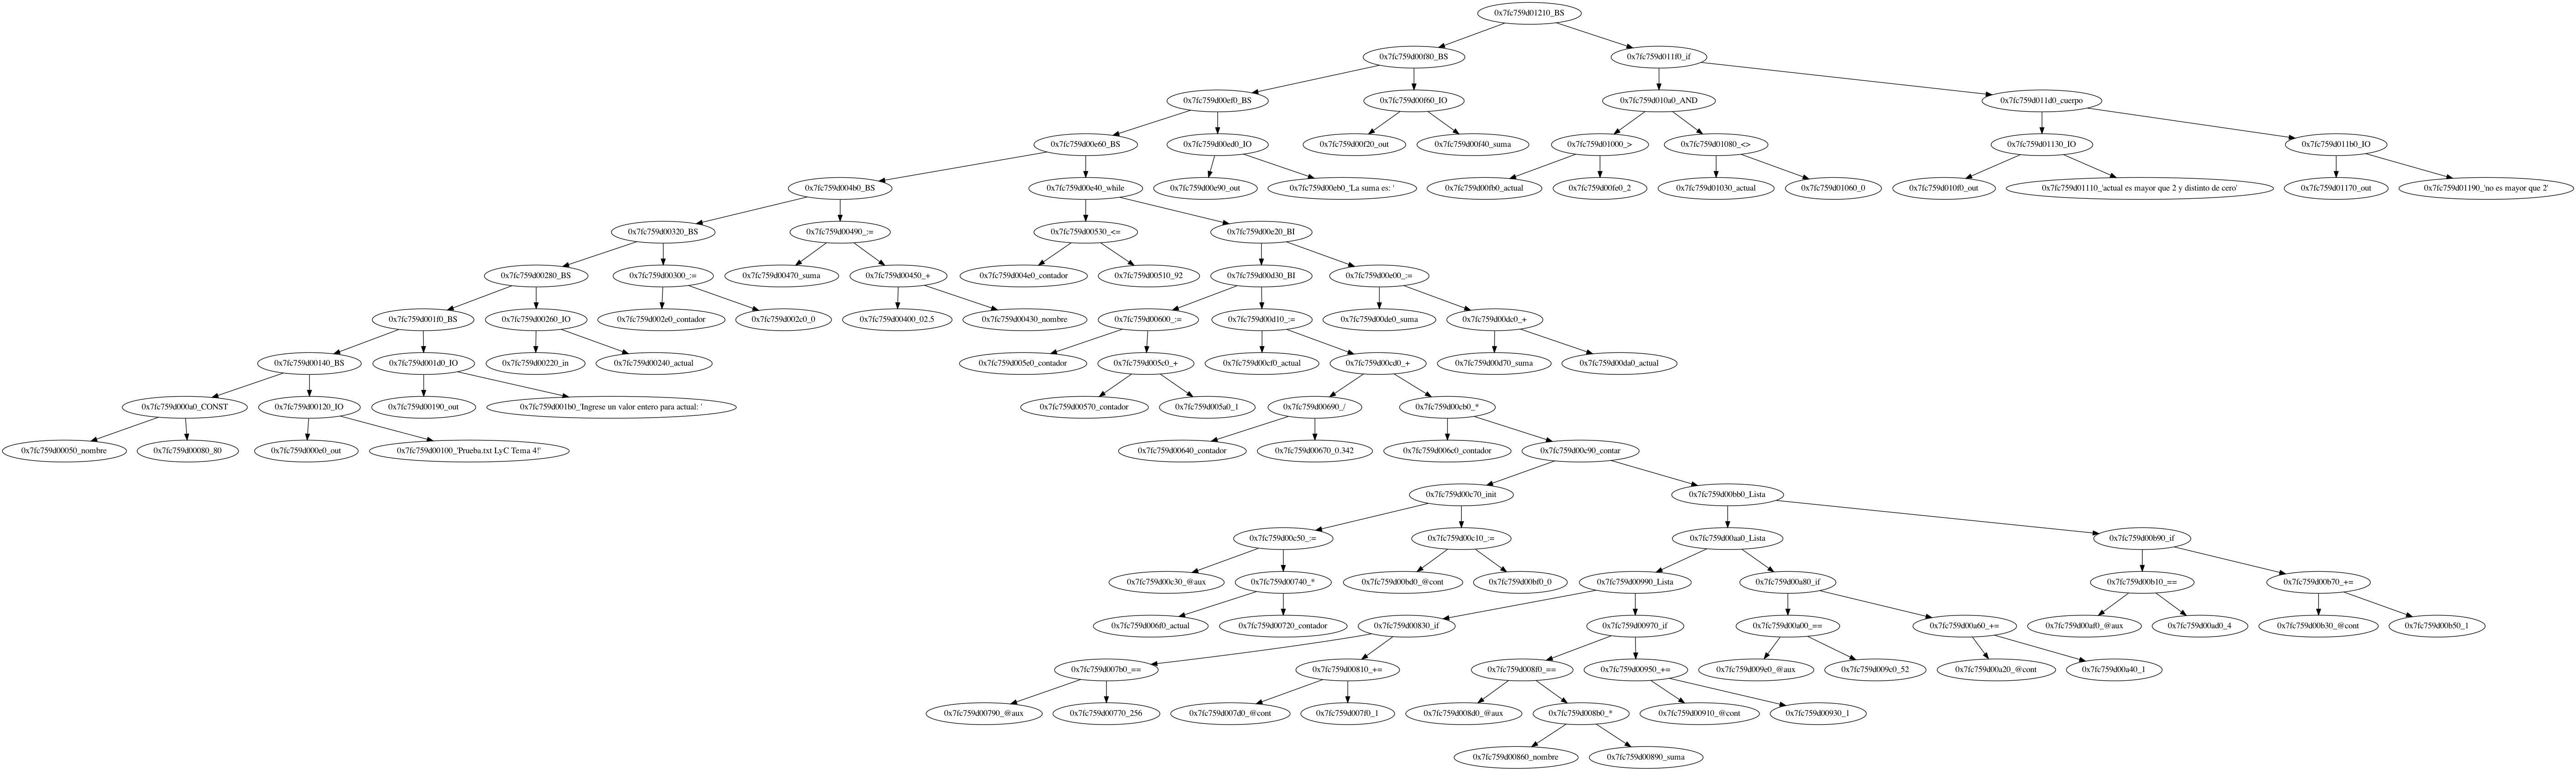 0x7fc759d01210_BS
0x7fc759d00f80_BS
0x7fc759d011f0_if
0x7fc759d00ef0_BS
0x7fc759d00f60_IO
0x7fc759d010a0_AND
0x7fc759d011d0_cuerpo
0x7fc759d00e60_BS
0x7fc759d00ed0_IO
0x7fc759d00f20_out
0x7fc759d00f40_suma
0x7fc759d01000_>
0x7fc759d01080_<>
0x7fc759d01130_IO
0x7fc759d011b0_IO
0x7fc759d004b0_BS
0x7fc759d00e40_while
0x7fc759d00e90_out
0x7fc759d00eb0_'La suma es: '
0x7fc759d00fb0_actual
0x7fc759d00fe0_2
0x7fc759d01030_actual
0x7fc759d01060_0
0x7fc759d010f0_out
0x7fc759d01110_'actual es mayor que 2 y distinto de cero'
0x7fc759d01170_out
0x7fc759d01190_'no es mayor que 2'
0x7fc759d00320_BS
0x7fc759d00490_:=
0x7fc759d00530_<=
0x7fc759d00e20_BI
0x7fc759d00280_BS
0x7fc759d00300_:=
0x7fc759d00470_suma
0x7fc759d00450_+
0x7fc759d004e0_contador
0x7fc759d00510_92
0x7fc759d00d30_BI
0x7fc759d00e00_:=
0x7fc759d001f0_BS
0x7fc759d00260_IO
0x7fc759d002e0_contador
0x7fc759d002c0_0
0x7fc759d00400_02.5
0x7fc759d00430_nombre
0x7fc759d00600_:=
0x7fc759d00d10_:=
0x7fc759d00de0_suma
0x7fc759d00dc0_+
0x7fc759d00140_BS
0x7fc759d001d0_IO
0x7fc759d00220_in
0x7fc759d00240_actual
0x7fc759d005e0_contador
0x7fc759d005c0_+
0x7fc759d00cf0_actual
0x7fc759d00cd0_+
0x7fc759d00d70_suma
0x7fc759d00da0_actual
0x7fc759d000a0_CONST
0x7fc759d00120_IO
0x7fc759d00190_out
0x7fc759d001b0_'Ingrese un valor entero para actual: '
0x7fc759d00570_contador
0x7fc759d005a0_1
0x7fc759d00690_/
0x7fc759d00cb0_*
0x7fc759d00050_nombre
0x7fc759d00080_80
0x7fc759d000e0_out
0x7fc759d00100_'Prueba.txt LyC Tema 4!'
0x7fc759d00640_contador
0x7fc759d00670_0.342
0x7fc759d006c0_contador
0x7fc759d00c90_contar
0x7fc759d00c70_init
0x7fc759d00bb0_Lista
0x7fc759d00c50_:=
0x7fc759d00c10_:=
0x7fc759d00aa0_Lista
0x7fc759d00b90_if
0x7fc759d00c30_@aux
0x7fc759d00740_*
0x7fc759d00bd0_@cont
0x7fc759d00bf0_0
0x7fc759d00990_Lista
0x7fc759d00a80_if
0x7fc759d00b10_==
0x7fc759d00b70_+=
0x7fc759d006f0_actual
0x7fc759d00720_contador
0x7fc759d00830_if
0x7fc759d00970_if
0x7fc759d00a00_==
0x7fc759d00a60_+=
0x7fc759d00af0_@aux
0x7fc759d00ad0_4
0x7fc759d00b30_@cont
0x7fc759d00b50_1
0x7fc759d007b0_==
0x7fc759d00810_+=
0x7fc759d008f0_==
0x7fc759d00950_+=
0x7fc759d009e0_@aux
0x7fc759d009c0_52
0x7fc759d00a20_@cont
0x7fc759d00a40_1
0x7fc759d00790_@aux
0x7fc759d00770_256
0x7fc759d007d0_@cont
0x7fc759d007f0_1
0x7fc759d008d0_@aux
0x7fc759d008b0_*
0x7fc759d00910_@cont
0x7fc759d00930_1
0x7fc759d00860_nombre
0x7fc759d00890_suma